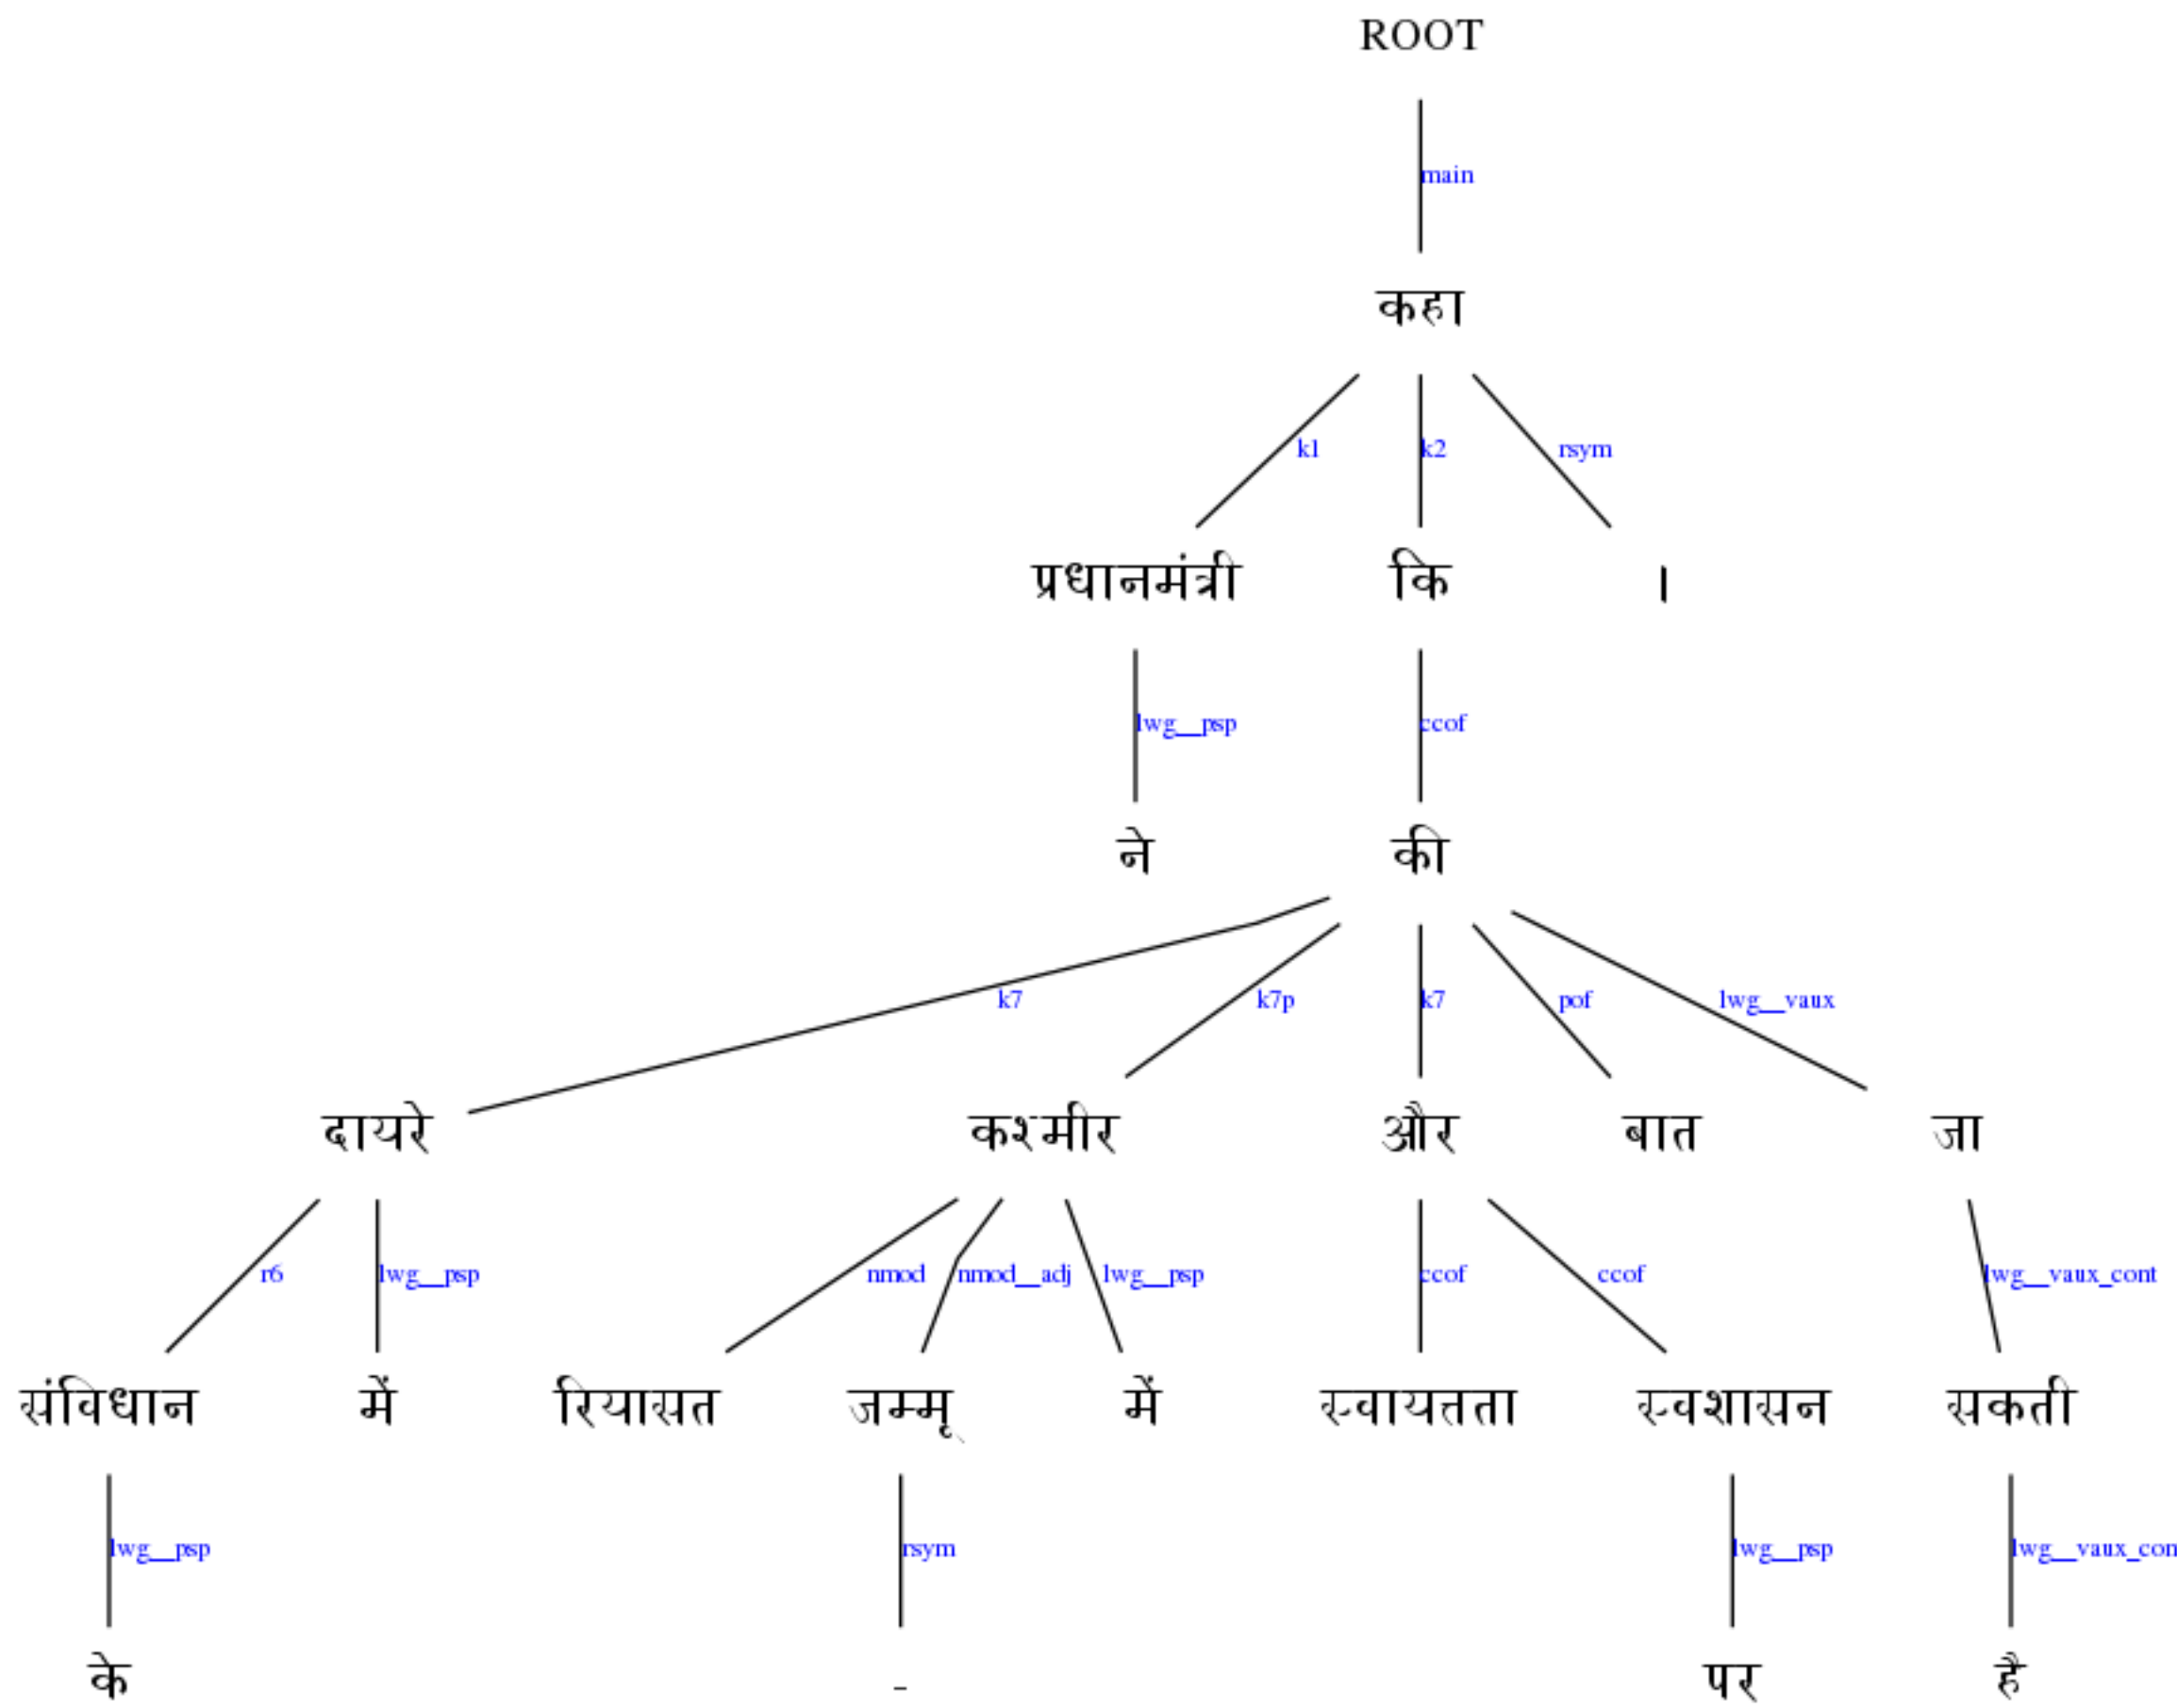 ROOT
main
कहा
k1 k2 rsym
प्रधानमंत्री कि ।
lwg__psp ccof
ने की
k7 k7p k7 pof lwg__vaux
दायरे कश्मीर और बात जा
r6 lwg__psp nmod nmod__adj lwg__psp ccof ccof lwg__vaux_cont
संविधान में रियासत जम्मू में स्वायत्तता स्वशासन सकती
lwg__psp rsym lwg__psp lwg__vaux_con
के - पर है